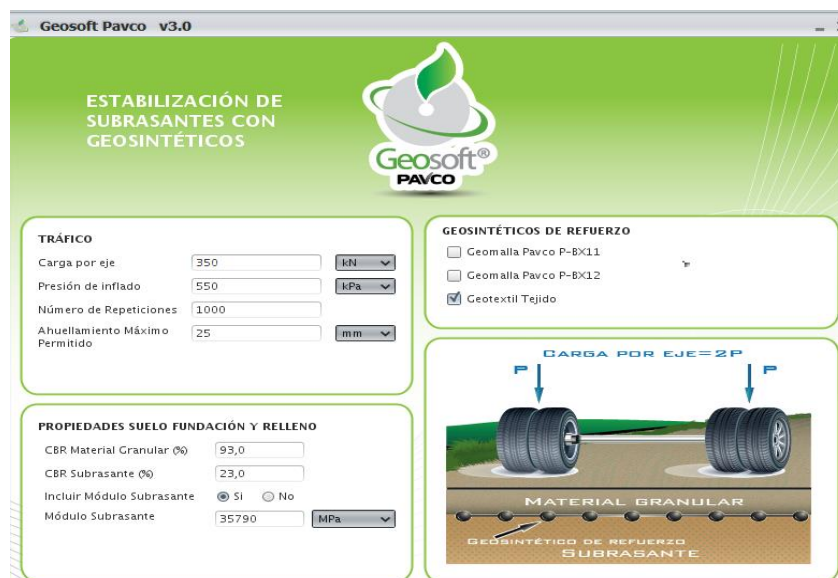 Geosoft Pavco v3.0
ESTABILIZACIÓN DE
SUBRASANTES CON
GEOSINTÉTICOS
Geosoft®
PAVCO
TRÁFICO
Carga por eje 350 kN
Presión de inflado 550 kPa
Número de Repeticiones 1000
Ahuellamiento Máximo
Permitido 25 mm
PROPIEDADES SUELO FUNDACIÓN Y RELLENO
CBR Material Granular (%) 93,0
CBR Subrasante (%) 23,0
Incluir Módulo Subrasante Si No
Módulo Subrasante 35790 MPa
GEOSINTÉTICOS DE REFUERZO
Geomalla Pavco P-BX11
Geomalla Pavco P-BX12
Geotextil Tejido
CARGA POR EJE=2P
P P
MATERIAL GRANULAR
GEOSINTÉTICO DE REFUERZO
SUBRASANTE